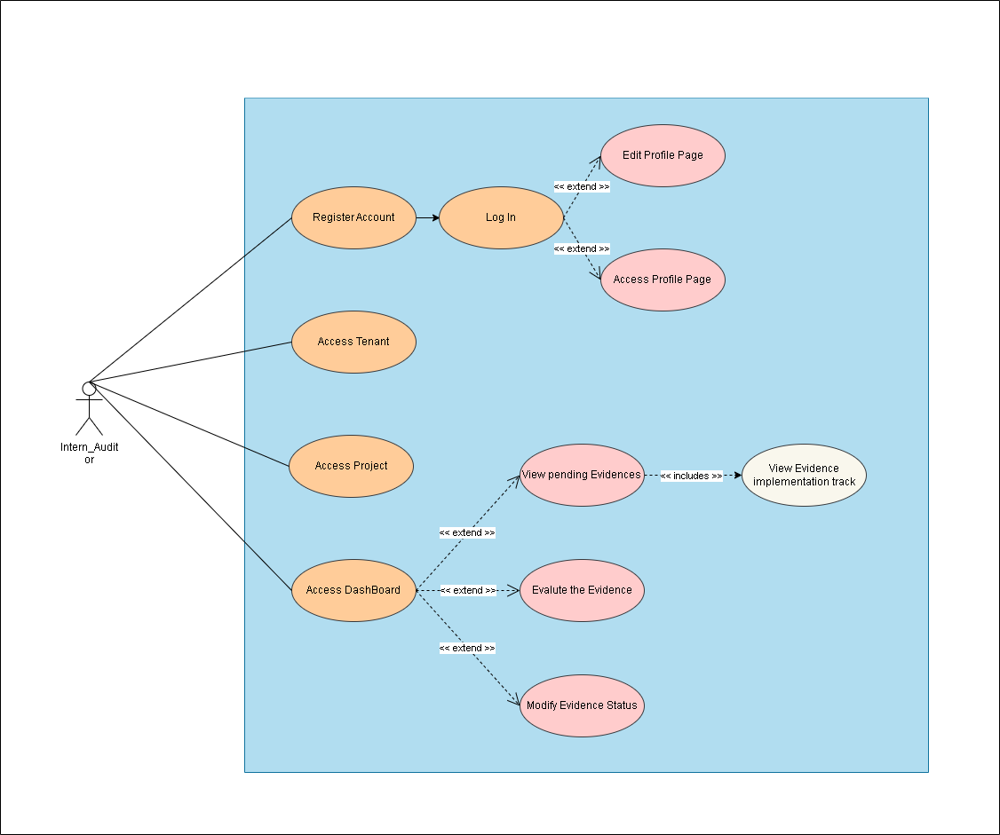 Edit Profile Page
<< extend >>
Register Account
Log In
<< extend >>
Access Profile Page
Access Tenant
Intern_Audit
or
Access Project
View pending Evidences
<< includes >>
View Evidence
implementation track
<< extend >>
Access DashBoard
<< extend >>
Evalute the Evidence
<< extend >>
Modify Evidence Status